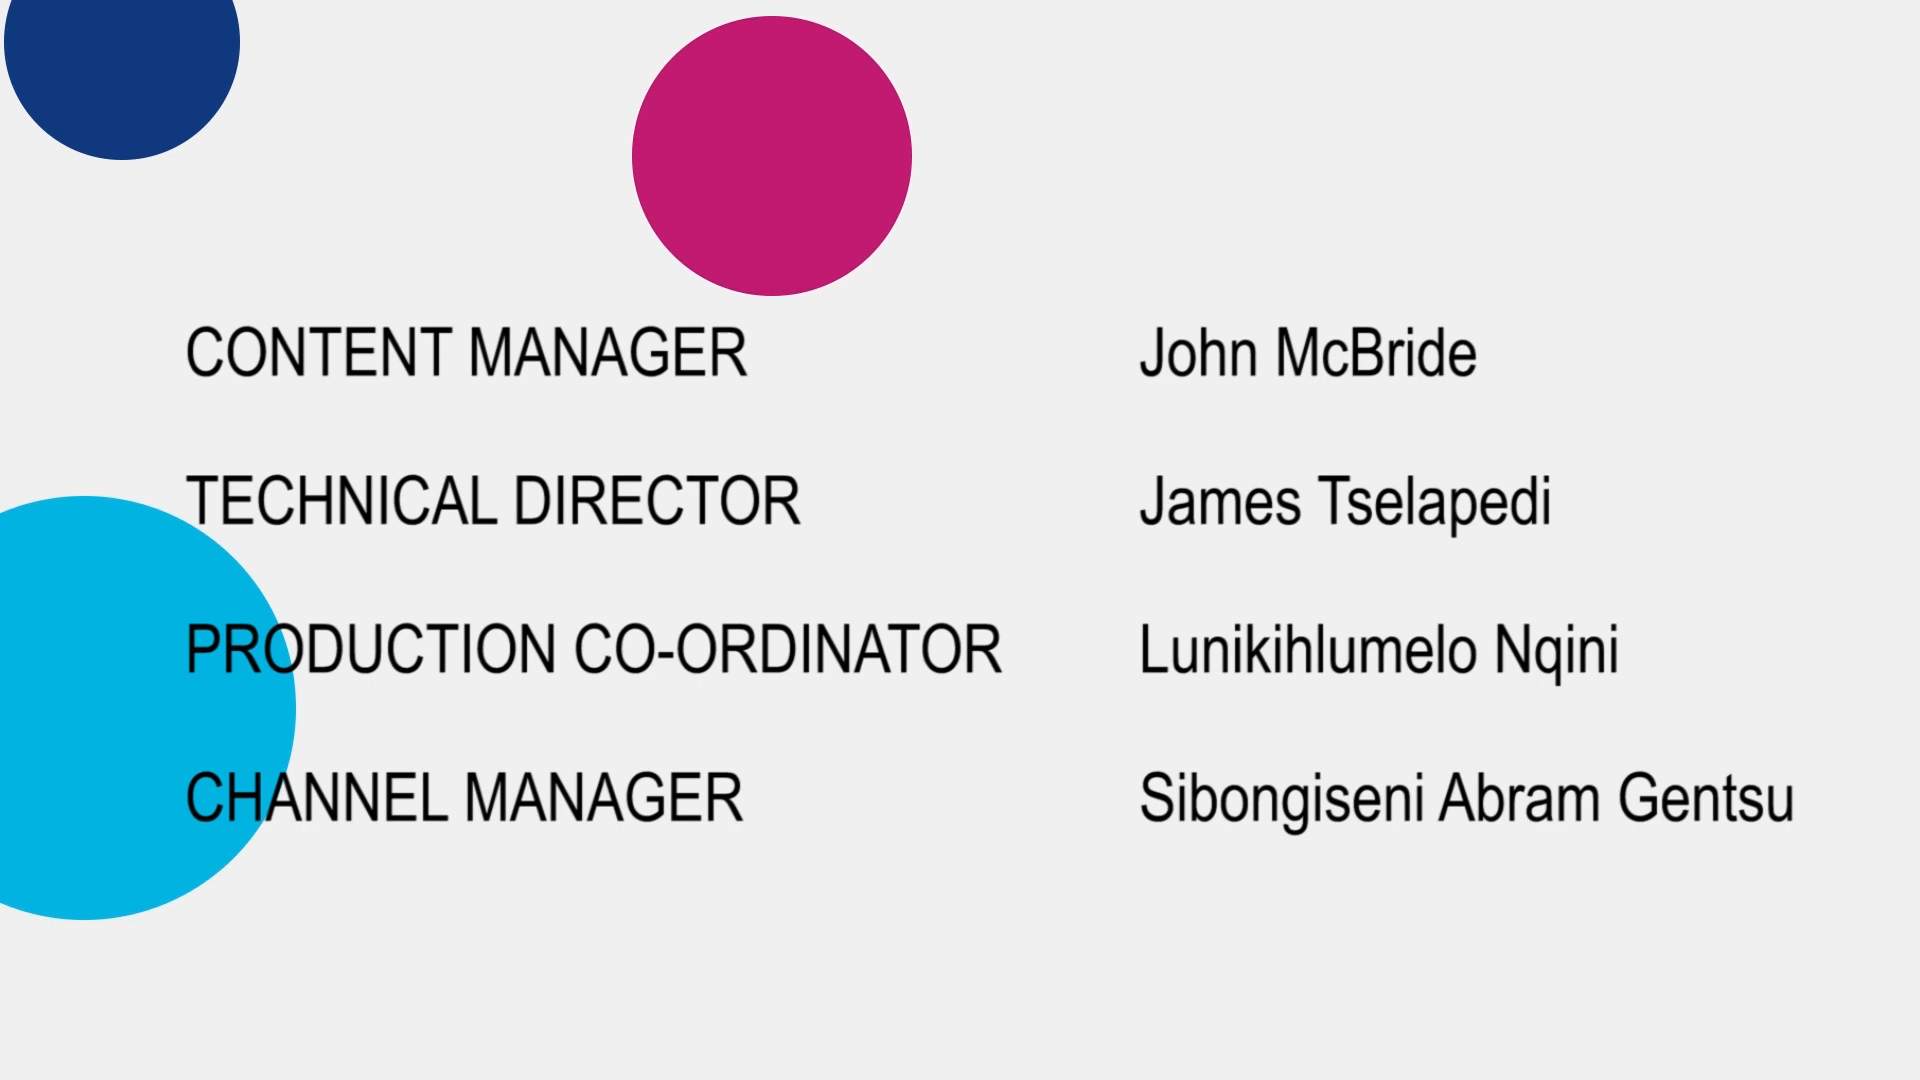 CONTENT MANAGER John McBride
TECHNICAL DIRECTOR James Tselapedi
PRODUCTION CO-ORDINATOR Lunikihlumelo Nqini
CHANNEL MANAGER Sibongiseni Abram Gentsu